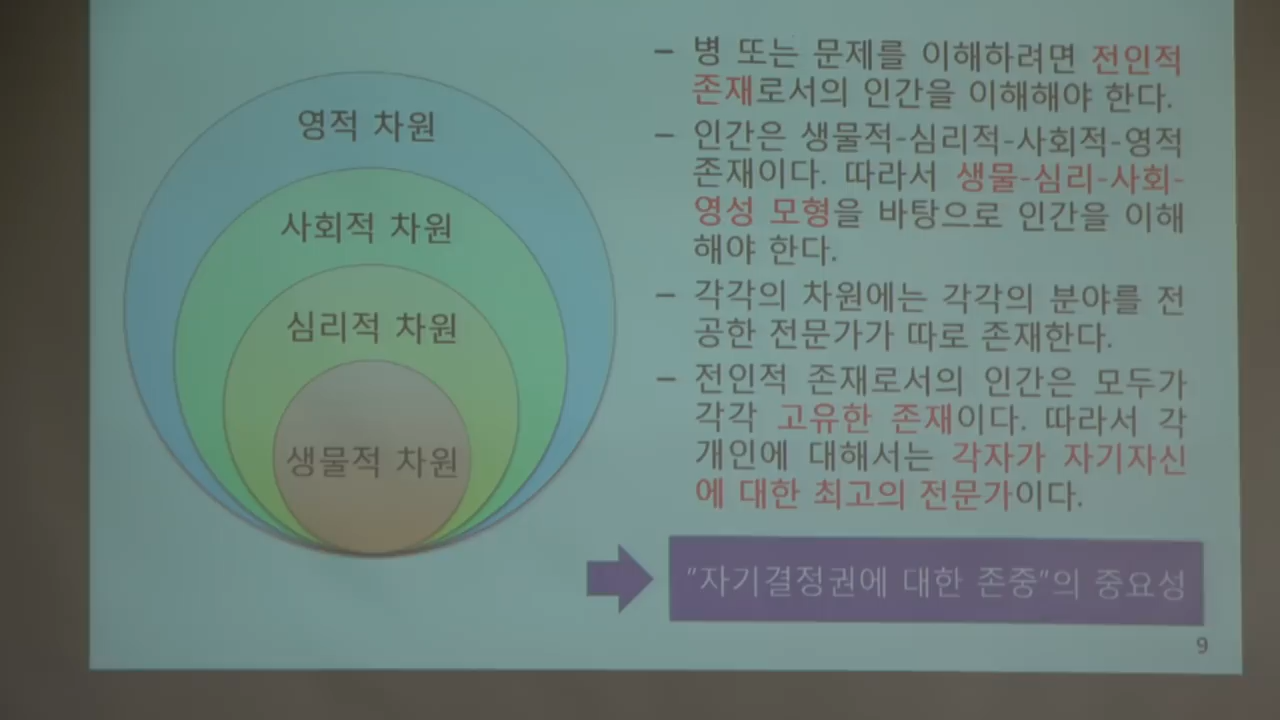 영적 차원
사회적 차원
심리적 차원
생물적 차원
– 병 또는 문제를 이해하려면 전인적
존재로서의 인간을 이해해야 한다.
– 인간은 생물적-심리적-사회적-영적
존재이다. 따라서 생물-심리-사회-
영성 모형을 바탕으로 인간을 이해
해야 한다.
– 각각의 차원에는 각각의 분야를 전
공한 전문가가 따로 존재한다.
– 전인적 존재로서의 인간은 모두가
각각 고유한 존재이다. 따라서 각
개인에 대해서는 각자가 자기자신
에 대한 최고의 전문가이다.
"자기결정권에 대한 존중"의 중요성
9